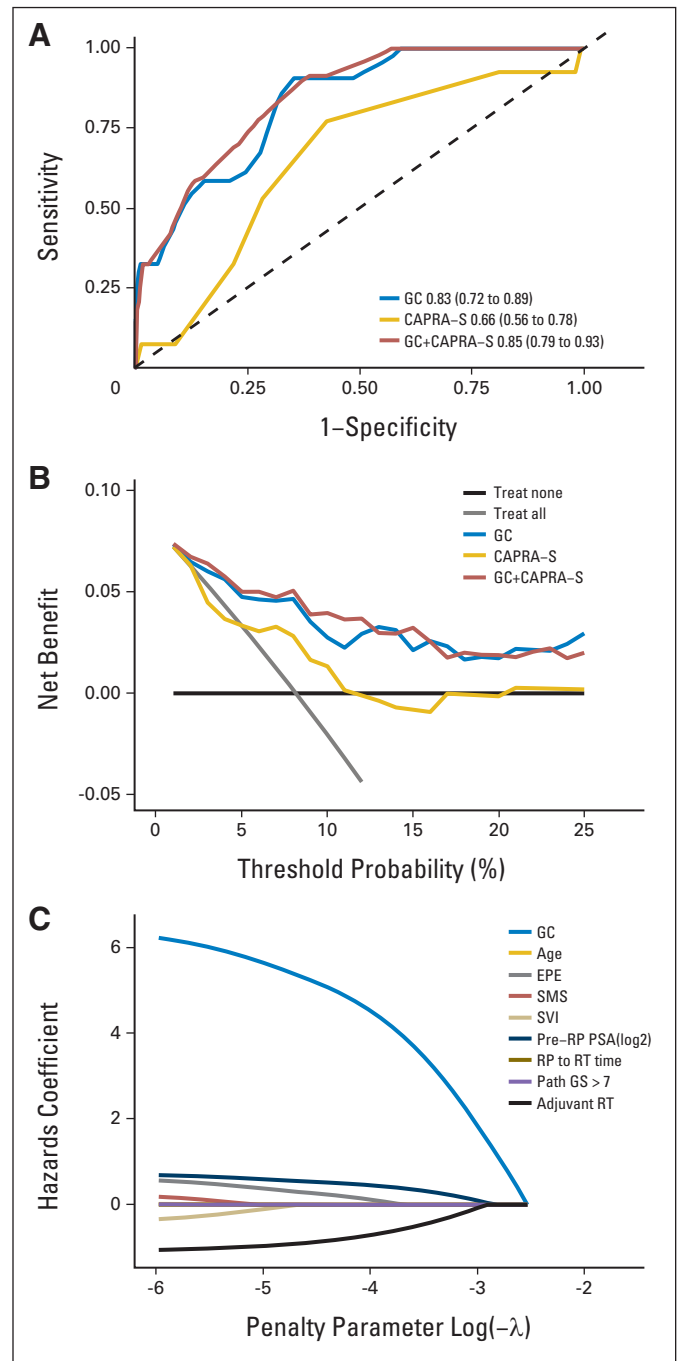 A
1.00
0.75
0.50
0.25
0
0.25
0.50
0.75
1.00
Sensitivity
1–Specificity
GC 0.83 (0.72 to 0.89)
CAPRA–S 0.66 (0.56 to 0.78)
GC+CAPRA–S 0.85 (0.79 to 0.93)
B
0.10
0.05
0.00
-0.05
0
5
10
15
20
25
Net Benefit
Threshold Probability (%)
Treat none
Treat all
GC
CAPRA–S
GC+CAPRA–S
C
6
4
2
0
-6
-5
-4
-3
-2
Hazards Coefficient
Penalty Parameter Log(–λ)
GC
Age
EPE
SMS
SVI
Pre–RP PSA(log2)
RP to RT time
Path GS > 7
Adjuvant RT